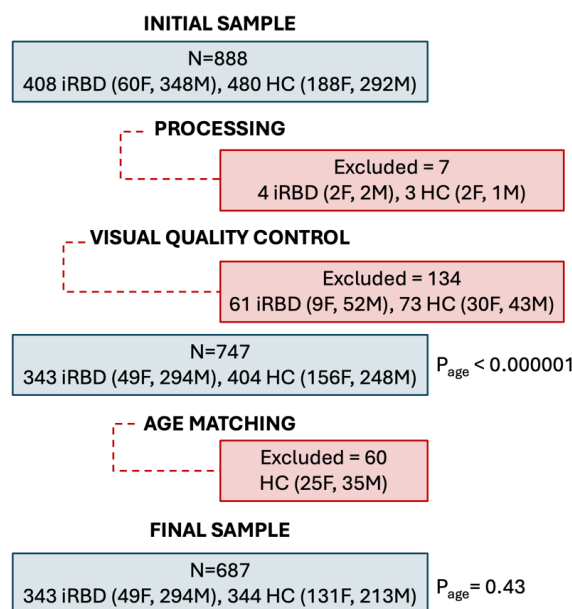 INITIAL SAMPLE
N=888
408 iRBD (60F, 348M), 480 HC (188F, 292M)
PROCESSING
Excluded = 7
4 iRBD (2F, 2M), 3 HC (2F, 1M)
VISUAL QUALITY CONTROL
Excluded = 134
61 iRBD (9F, 52M), 73 HC (30F, 43M)
N=747
343 iRBD (49F, 294M), 404 HC (156F, 248M)
P_age < 0.000001
AGE MATCHING
Excluded = 60
HC (25F, 35M)
FINAL SAMPLE
N=687
343 iRBD (49F, 294M), 344 HC (131F, 213M)
P_age = 0.43